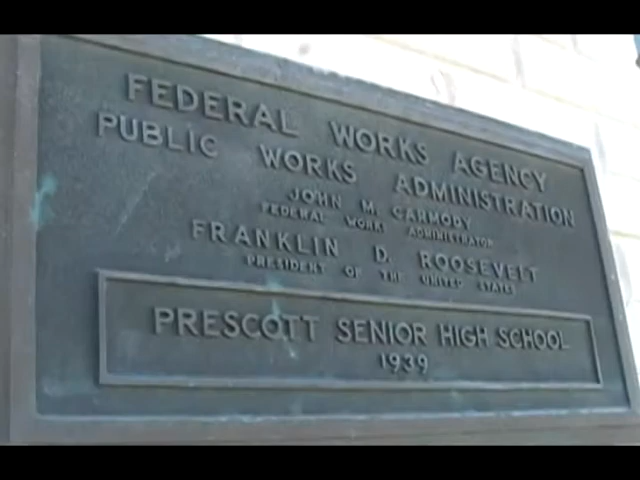 FEDERAL WORKS AGENCY
PUBLIC WORKS ADMINISTRATION
JOHN M. CARMODY
FEDERAL WORKS ADMINISTRATOR
FRANKLIN D. ROOSEVELT
PRESIDENT OF THE UNITED STATES
PRESCOTT SENIOR HIGH SCHOOL
1939